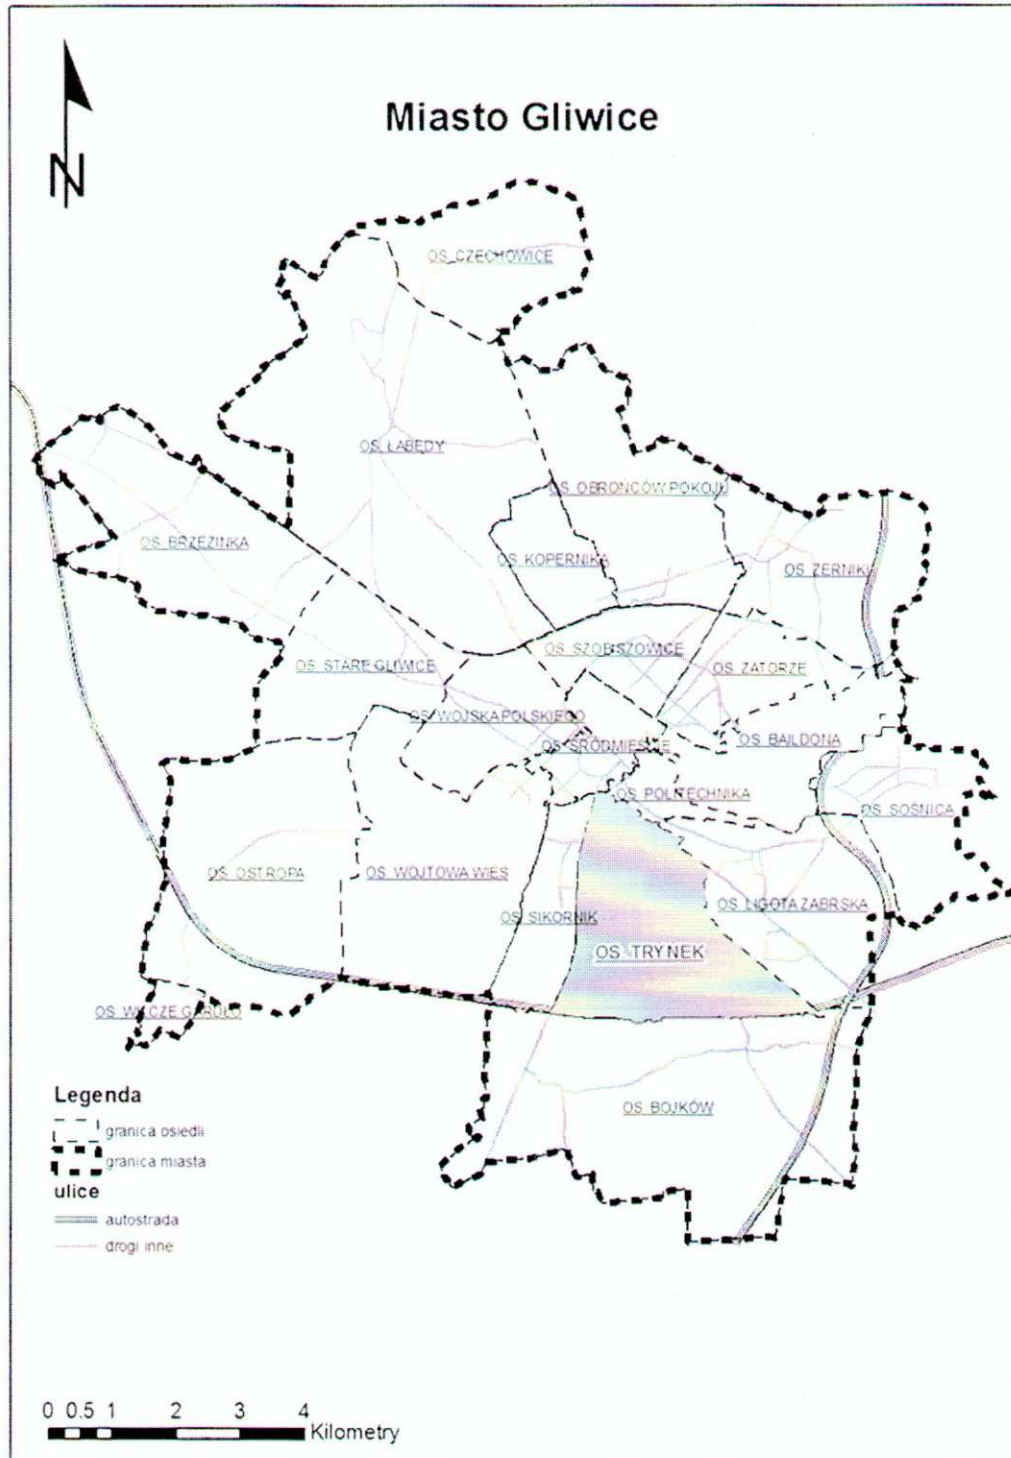 Miasto Gliwice
N
OS. CZECHOWICE
OS. ŁABĘDY
OS. OBROŃCÓW POKOJU
OS. BRZEZINKA
OS. KOPERNIKA
OS. ŻERNIKI
OS. SZOBISZOWICE
OS. STARE GLIWICE
OS. ZATORZE
OS. WOJSKA POLSKIEGO
OS. ŚRÓDMIEŚCIE
OS. BAILDONA
OS. POLITECHNIKA
OS. SOŚNICA
OS. OSTROPA
OS. WÓJTOWA WIEŚ
OS. SIKORNIK
OS. LIGOTA ZABRSKA
OS. TRYNEK
OS. WILCZE GARDŁO
OS. BOJKÓW
Legenda
granica osiedli
granica miasta
ulice
autostrada
drogi inne
0 0.5 1 2 3 4
Kilometry